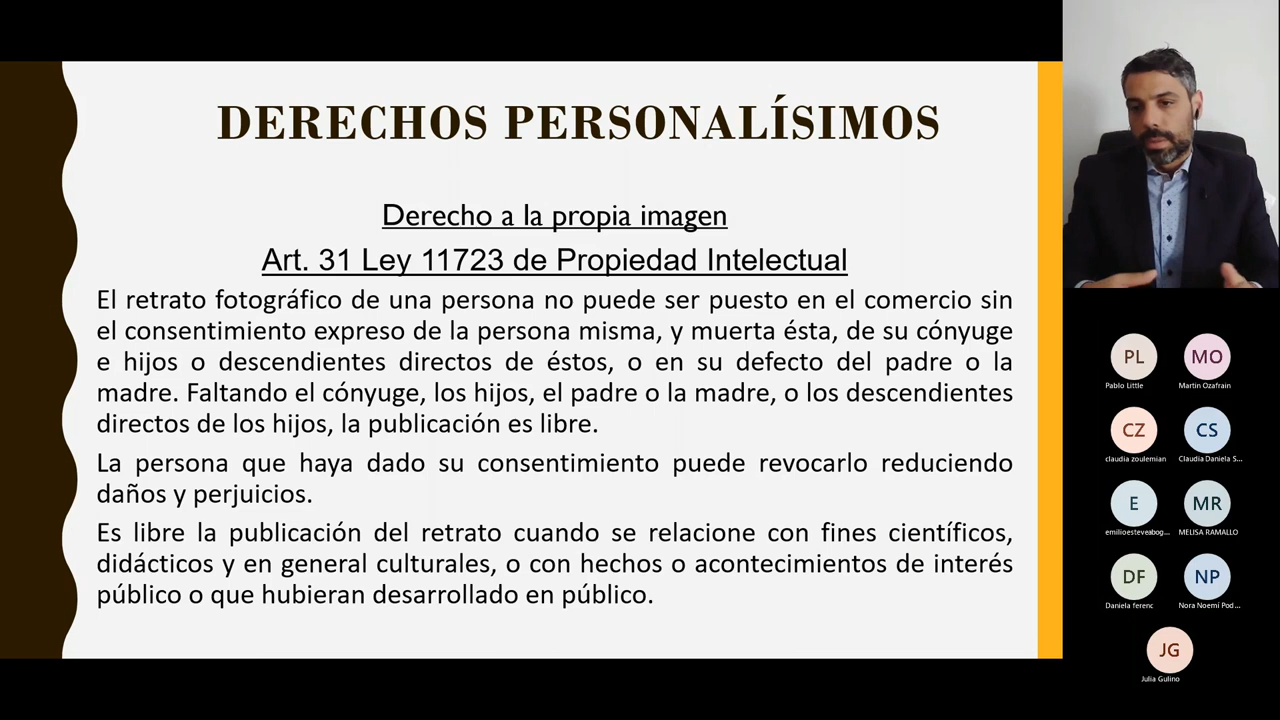 DERECHOS PERSONALÍSIMOS
Derecho a la propia imagen
Art. 31 Ley 11723 de Propiedad Intelectual
El retrato fotográfico de una persona no puede ser puesto en el comercio sin
el consentimiento expreso de la persona misma, y muerta ésta, de su cónyuge
e hijos o descendientes directos de éstos, o en su defecto del padre o la
madre. Faltando el cónyuge, los hijos, el padre o la madre, o los descendientes
directos de los hijos, la publicación es libre.
La persona que haya dado su consentimiento puede revocarlo reduciendo
daños y perjuicios.
Es libre la publicación del retrato cuando se relacione con fines científicos,
didácticos y en general culturales, o con hechos o acontecimientos de interés
público o que hubieran desarrollado en público.
PL
MO
Pablo Little
Martin Ozafrain
CZ
CS
claudia zoulemian
Claudia Daniela S...
E
MR
emilioesteveabog...
MELISA RAMALLO
DF
NP
Daniela ferenc
Nora Noemí Pod...
JG
Julia Gulino